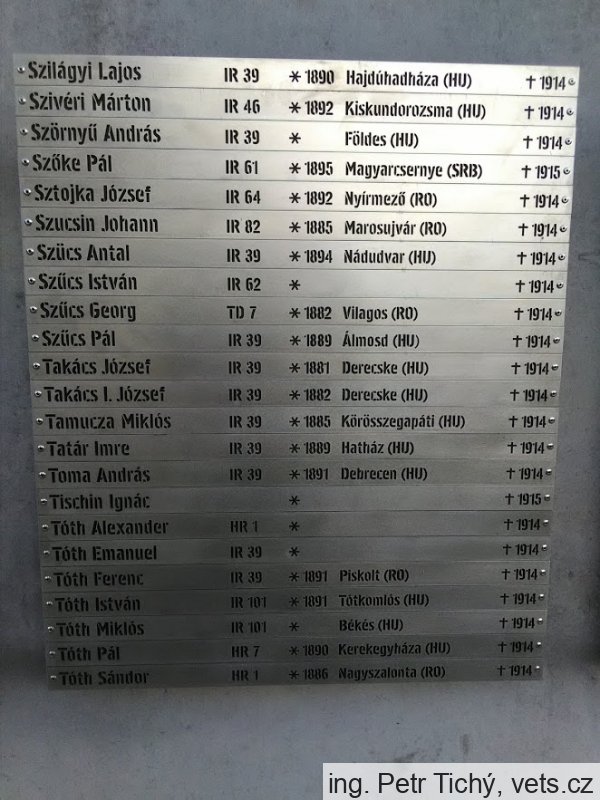 Szilágyi Lajos IR 39 * 1890 Hajdúhadháza (HU) † 1914
Szivéri Márton IR 46 * 1892 Kiskundorozsma (HU) † 1914
Szörnyű András IR 39 * Földes (HU) † 1914
Szőke Pál IR 61 * 1895 Magyarcsernye (SRB) † 1915
Sztojka József IR 64 * 1892 Nyírmező (RO) † 1914
Szucsin Johann IR 82 * 1885 Marosujvár (RO) † 1914
Szücs Antal IR 39 * 1894 Nádudvar (HU) † 1914
Szűcs István IR 62 * † 1914
Szűcs Georg TD 7 * 1882 Vilagos (RO) † 1914
Szűcs Pál IR 39 * 1889 Álmosd (HU) † 1914
Takács József IR 39 * 1881 Derecske (HU) † 1914
Takács I. József IR 39 * 1882 Derecske (HU) † 1914
Tamucza Miklós IR 39 * 1885 Körösszegapáti (HU) † 1914
Tatár Imre IR 39 * 1889 Hatház (HU) † 1914
Toma András IR 39 * 1891 Debrecen (HU) † 1914
Tischin Ignác * † 1915
Tóth Alexander HR 1 * † 1914
Tóth Emanuel IR 39 * † 1914
Tóth Ferenc IR 39 * 1891 Piskolt (RO) † 1914
Tóth István IR 101 * 1891 Tótkomlós (HU) † 1914
Tóth Miklós IR 101 * Békés (HU) † 1914
Tóth Pál HR 7 * 1890 Kerekegyháza (HU) † 1914
Tóth Sándor HR 1 * 1886 Nagyszalonta (RO) † 1914
ing. Petr Tichý, vets.cz